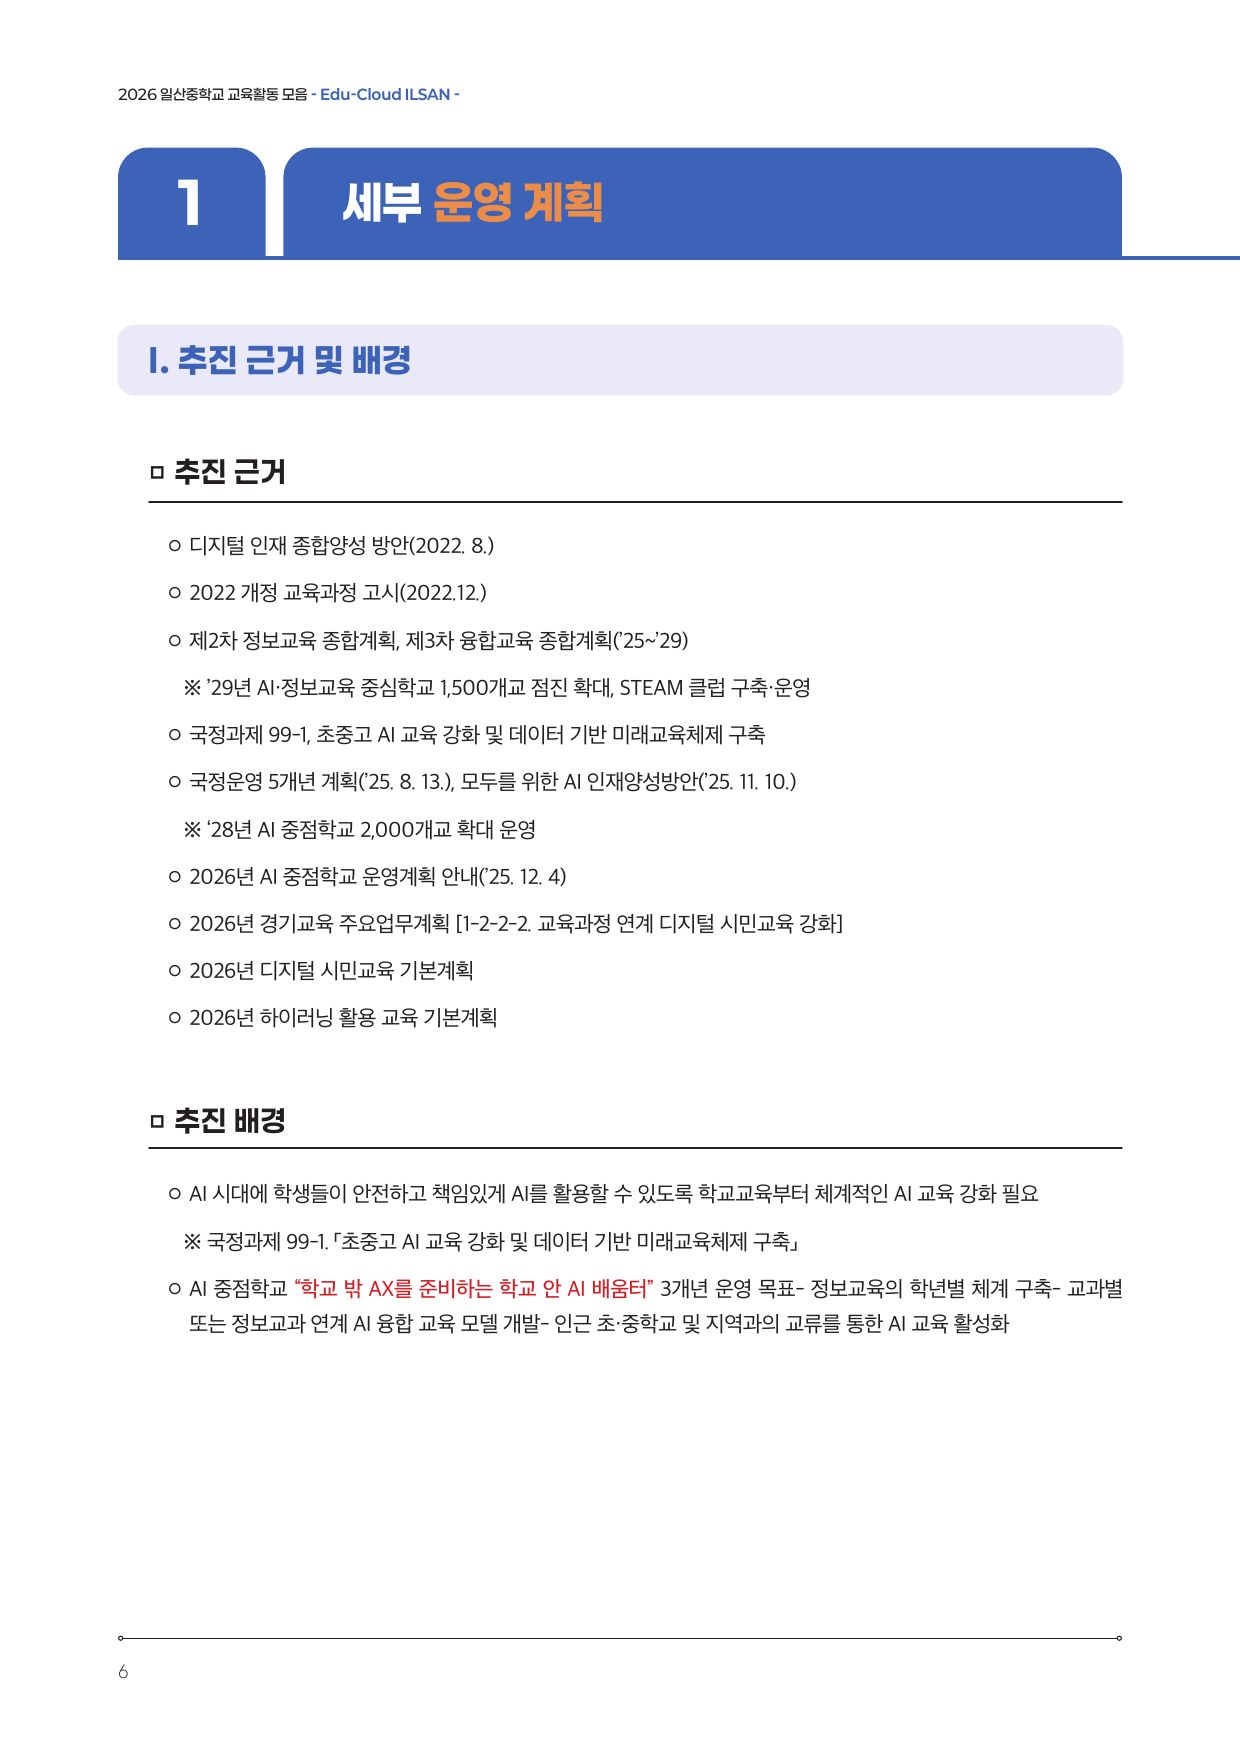 2026 일산중학교 교육활동 모음 - Edu-Cloud ILSAN -
1
세부 운영 계획
I. 추진 근거 및 배경
□ 추진 근거
○ 디지털 인재 종합양성 방안(2022. 8.)
○ 2022 개정 교육과정 고시(2022.12.)
○ 제2차 정보교육 종합계획, 제3차 융합교육 종합계획(’25~’29)
※ ’29년 AI·정보교육 중심학교 1,500개교 점진 확대, STEAM 클럽 구축·운영
○ 국정과제 99-1, 초중고 AI 교육 강화 및 데이터 기반 미래교육체제 구축
○ 국정운영 5개년 계획(’25. 8. 13.), 모두를 위한 AI 인재양성방안(’25. 11. 10.)
※ ‘28년 AI 중점학교 2,000개교 확대 운영
○ 2026년 AI 중점학교 운영계획 안내(’25. 12. 4)
○ 2026년 경기교육 주요업무계획 [1-2-2-2. 교육과정 연계 디지털 시민교육 강화]
○ 2026년 디지털 시민교육 기본계획
○ 2026년 하이러닝 활용 교육 기본계획
□ 추진 배경
○ AI 시대에 학생들이 안전하고 책임있게 AI를 활용할 수 있도록 학교교육부터 체계적인 AI 교육 강화 필요
※ 국정과제 99-1.「초중고 AI 교육 강화 및 데이터 기반 미래교육체제 구축」
○ AI 중점학교 “학교 밖 AX를 준비하는 학교 안 AI 배움터” 3개년 운영 목표- 정보교육의 학년별 체계 구축- 교과별
또는 정보교과 연계 AI 융합 교육 모델 개발- 인근 초·중학교 및 지역과의 교류를 통한 AI 교육 활성화
6